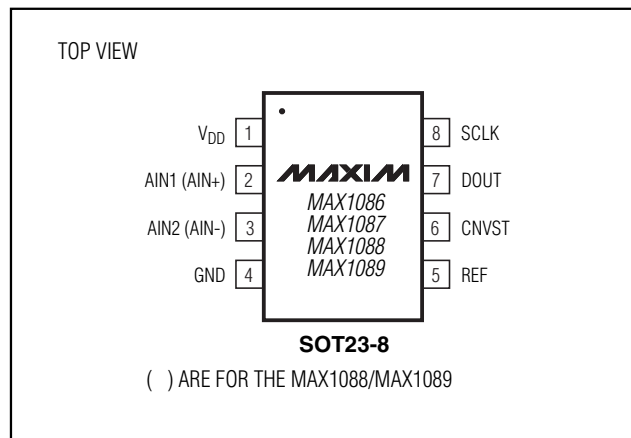 TOP VIEW
VDD 1
AIN1 (AIN+) 2
AIN2 (AIN-) 3
GND 4
MAXIM
MAX1086
MAX1087
MAX1088
MAX1089
8 SCLK
7 DOUT
6 CNVST
5 REF
SOT23-8
( ) ARE FOR THE MAX1088/MAX1089